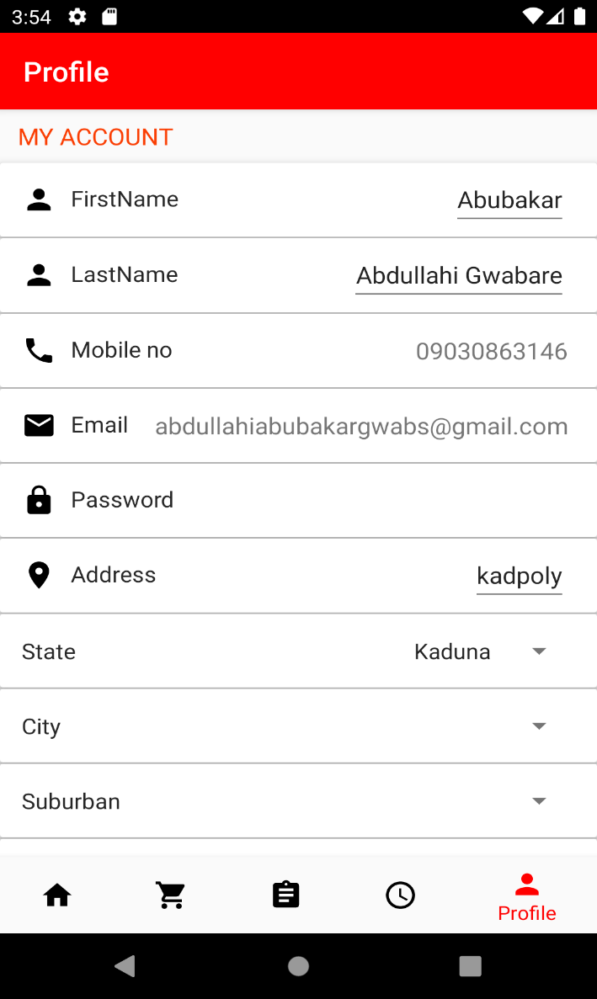 3:54
Profile
MY ACCOUNT
FirstName Abubakar
LastName Abdullahi Gwabare
Mobile no 09030863146
Email abdullahiabubakargwabs@gmail.com
Password
Address kadpoly
State Kaduna
City
Suburban
Profile